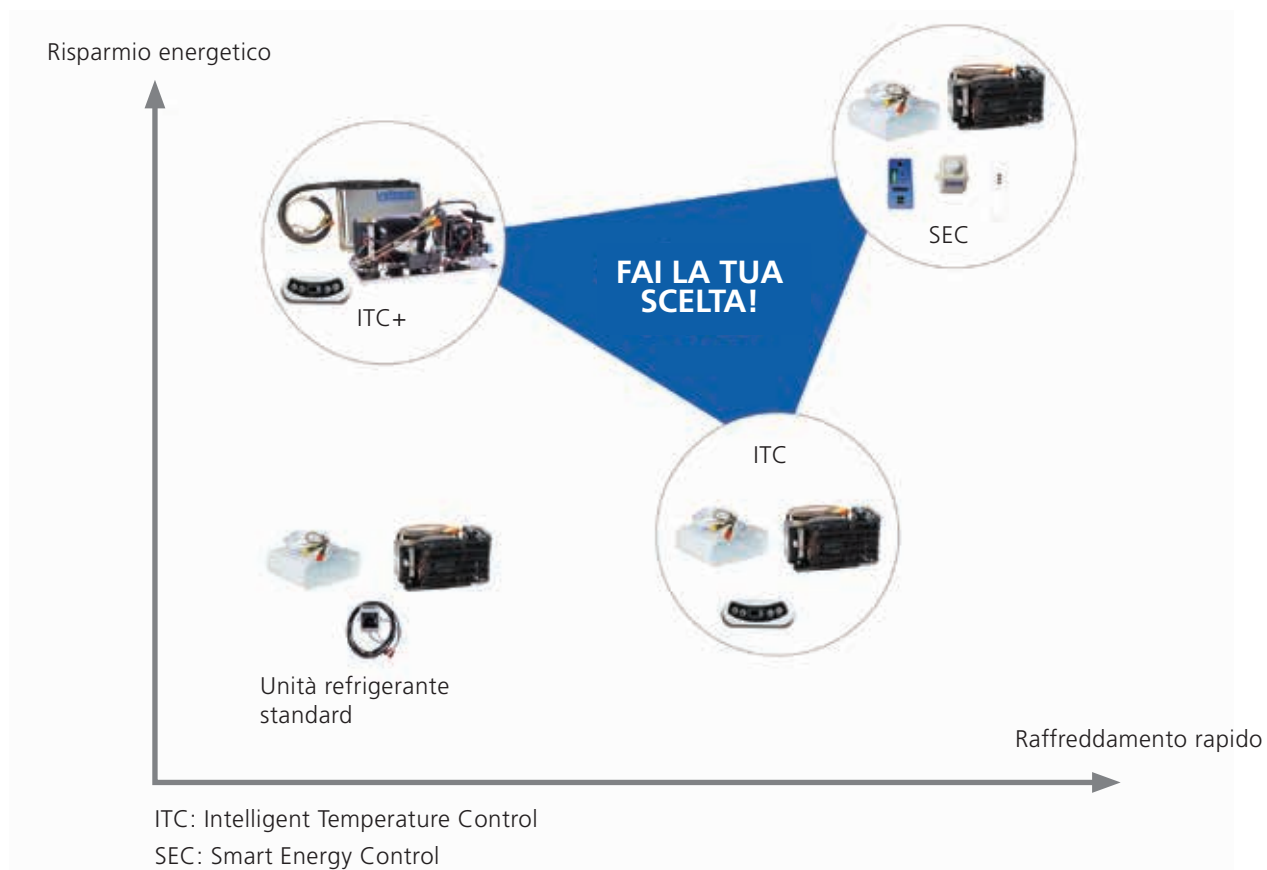 Risparmio energetico
SEC
FAI LA TUA
SCELTA!
ITC+
ITC
Unità refrigerante
standard
Raffreddamento rapido
ITC: Intelligent Temperature Control
SEC: Smart Energy Control